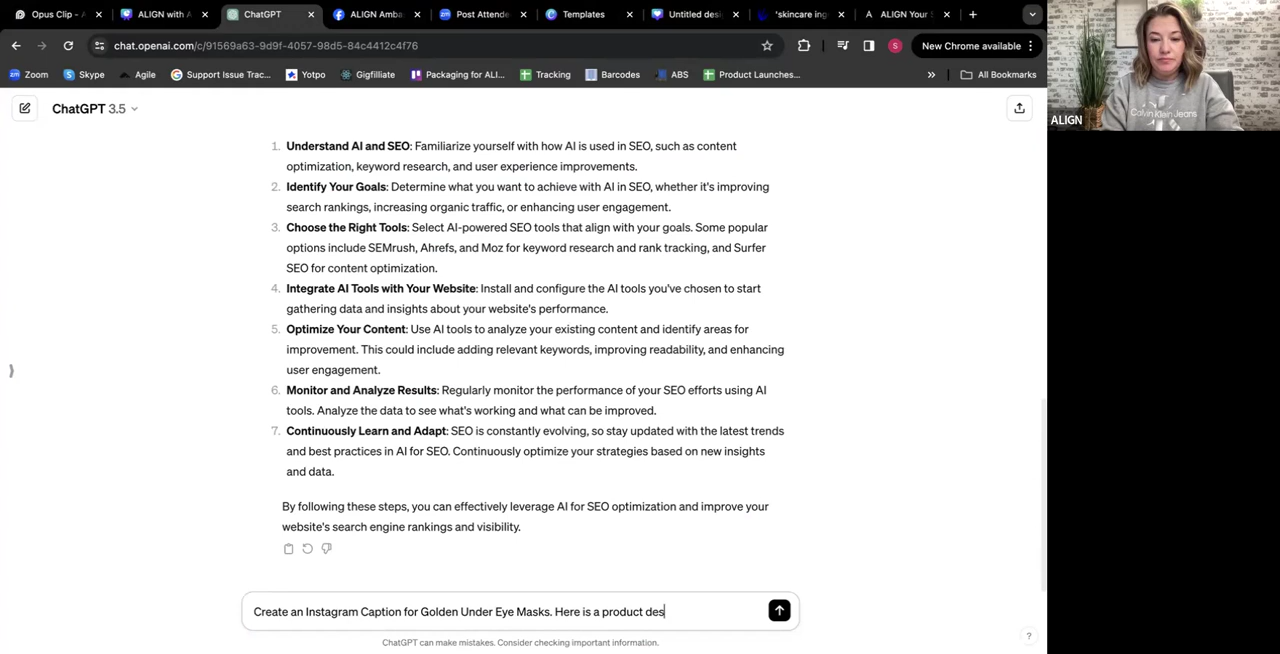 Opus Clip - A
ALIGN with A
ChatGPT
ALIGN Amba
Post Attende
Templates
Untitled desi
"skincare ing
ALIGN Your S
chat.openai.com/c/91569a63-9d9f-4057-98d5-84c4412c4f76
S
New Chrome available
Zoom
Skype
Agile
Support Issue Trac...
Yotpo
Gigfilliate
Packaging for ALI...
Tracking
Barcodes
ABS
Product Launches...
»
All Bookmarks
ChatGPT 3.5
Calvin Klein Jeans
ALIGN
1. Understand AI and SEO: Familiarize yourself with how AI is used in SEO, such as content
optimization, keyword research, and user experience improvements.
2. Identify Your Goals: Determine what you want to achieve with AI in SEO, whether it's improving
search rankings, increasing organic traffic, or enhancing user engagement.
3. Choose the Right Tools: Select AI-powered SEO tools that align with your goals. Some popular
options include SEMrush, Ahrefs, and Moz for keyword research and rank tracking, and Surfer
SEO for content optimization.
4. Integrate AI Tools with Your Website: Install and configure the AI tools you've chosen to start
gathering data and insights about your website's performance.
5. Optimize Your Content: Use AI tools to analyze your existing content and identify areas for
improvement. This could include adding relevant keywords, improving readability, and enhancing
user engagement.
6. Monitor and Analyze Results: Regularly monitor the performance of your SEO efforts using AI
tools. Analyze the data to see what's working and what can be improved.
7. Continuously Learn and Adapt: SEO is constantly evolving, so stay updated with the latest trends
and best practices in AI for SEO. Continuously optimize your strategies based on new insights
and data.
By following these steps, you can effectively leverage AI for SEO optimization and improve your
website's search engine rankings and visibility.
Create an Instagram Caption for Golden Under Eye Masks. Here is a product des
ChatGPT can make mistakes. Consider checking important information.
?